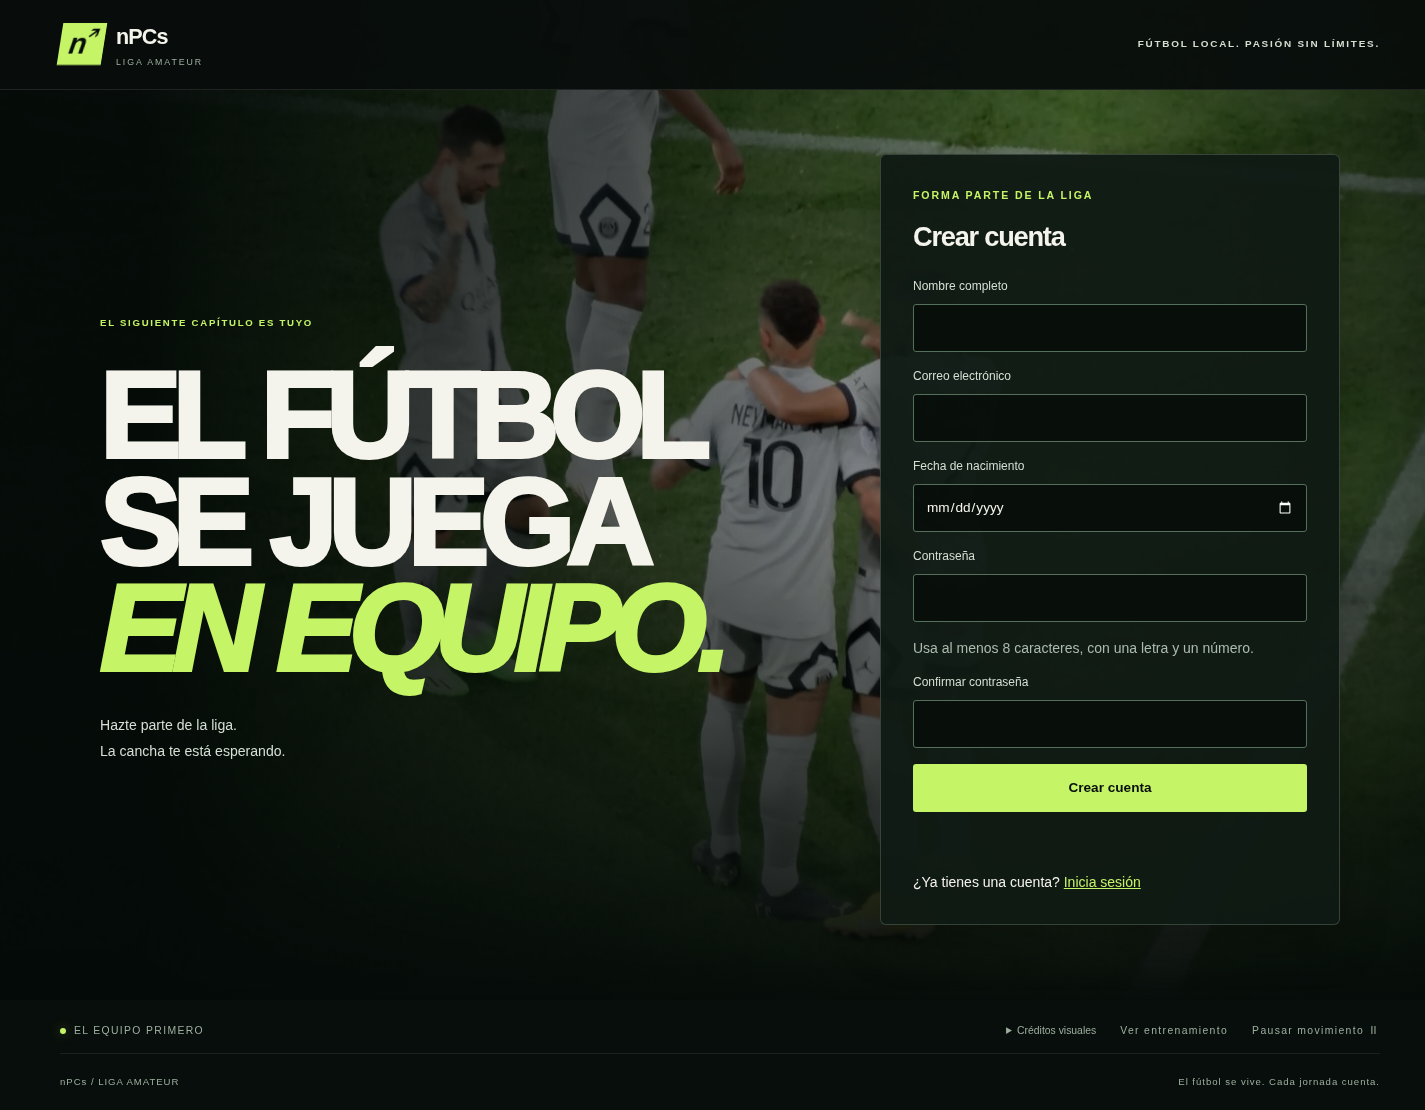 n
nPCs
LIGA AMATEUR
FÚTBOL LOCAL. PASIÓN SIN LÍMITES.
EL SIGUIENTE CAPÍTULO ES TUYO
EL FÚTBOL
SE JUEGA
EN EQUIPO.
Hazte parte de la liga.
La cancha te está esperando.
10
FORMA PARTE DE LA LIGA
Crear cuenta
Nombre completo
Correo electrónico
Fecha de nacimiento
mm/dd/yyyy
Contraseña
Usa al menos 8 caracteres, con una letra y un número.
Confirmar contraseña
Crear cuenta
¿Ya tienes una cuenta? Inicia sesión
EL EQUIPO PRIMERO
Créditos visuales
Ver entrenamiento
Pausar movimiento
nPCs / LIGA AMATEUR
El fútbol se vive. Cada jornada cuenta.